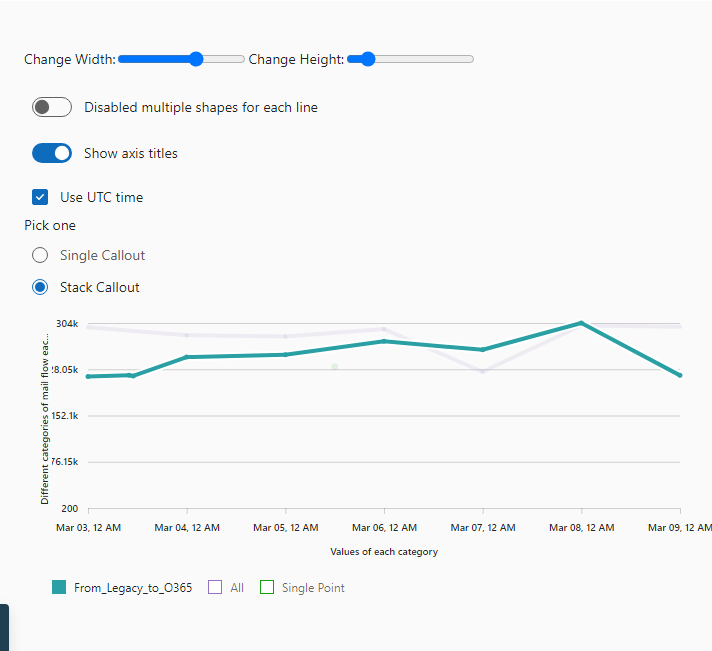 Change Width: Change Height:
Disabled multiple shapes for each line
Show axis titles
Use UTC time
Pick one
Single Callout
Stack Callout
Different categories of mail flow eac...
304k
8.05k
152.1k
76.15k
200
Mar 03, 12 AM Mar 04, 12 AM Mar 05, 12 AM Mar 06, 12 AM Mar 07, 12 AM Mar 08, 12 AM Mar 09, 12 AM
Values of each category
From_Legacy_to_O365 All Single Point